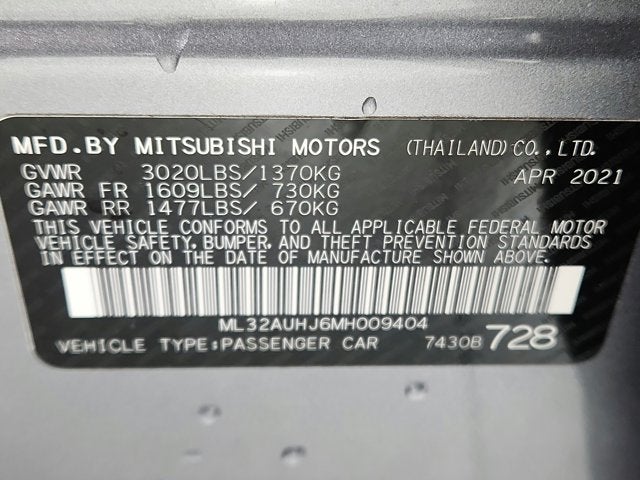 MFD.BY MITSUBISHI MOTORS (THAILAND)CO.,LTD.
GVWR 3020LBS/1370KG APR 2021
GAWR FR 1609LBS/ 730KG
GAWR RR 1477LBS/ 670KG
THIS VEHICLE CONFORMS TO ALL APPLICABLE FEDERAL MOTOR
VEHICLE SAFETY, BUMPER, AND THEFT PREVENTION STANDARDS
IN EFFECT ON THE DATE OF MANUFACTURE SHOWN ABOVE.
ML32AUHJ6MH009404
VEHICLE TYPE:PASSENGER CAR 74308 728